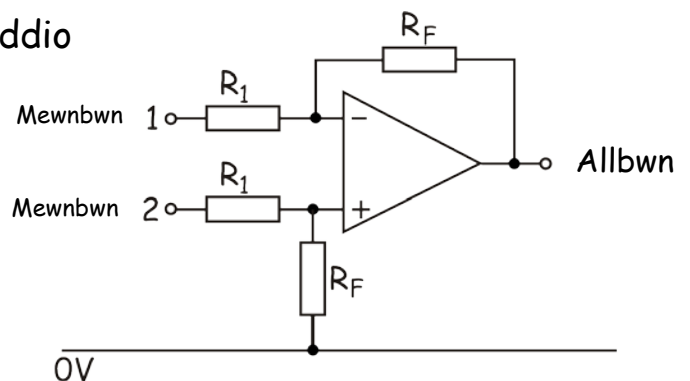 ddio
R_F
R_1
Mewnbwn 1
−
Allbwn
R_1
Mewnbwn 2
+
R_F
0V